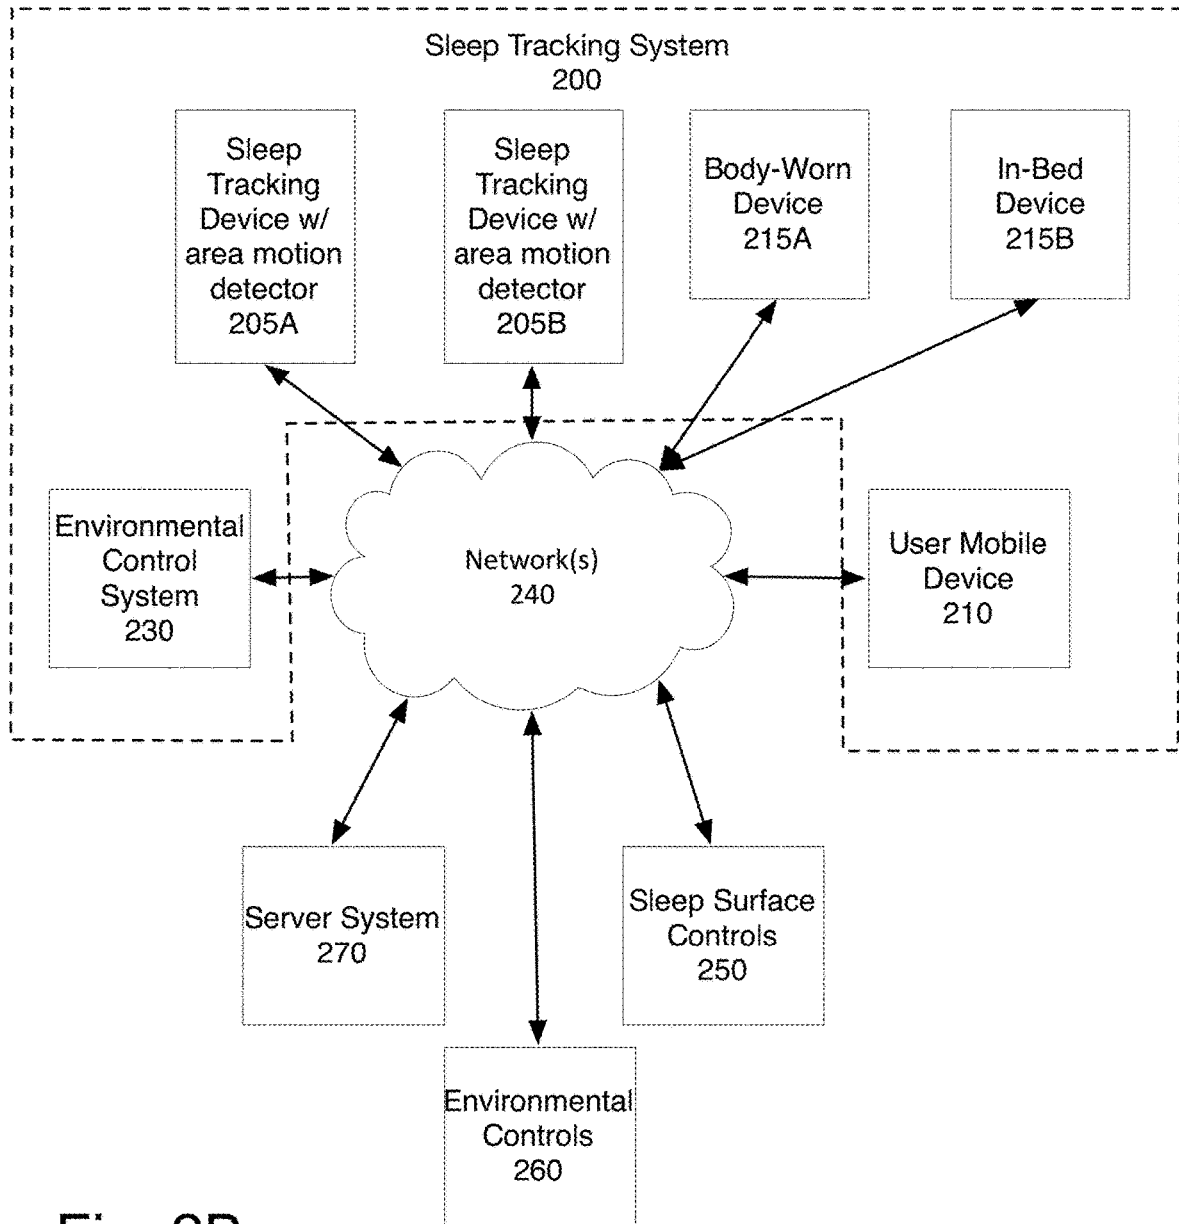 Sleep Tracking System
200
Sleep
Tracking
Device w/
area motion
detector
205A
Sleep
Tracking
Device w/
area motion
detector
205B
Body-Worn
Device
215A
In-Bed
Device
215B
Environmental
Control
System
230
Network(s)
240
User Mobile
Device
210
Server System
270
Sleep Surface
Controls
250
Environmental
Controls
260